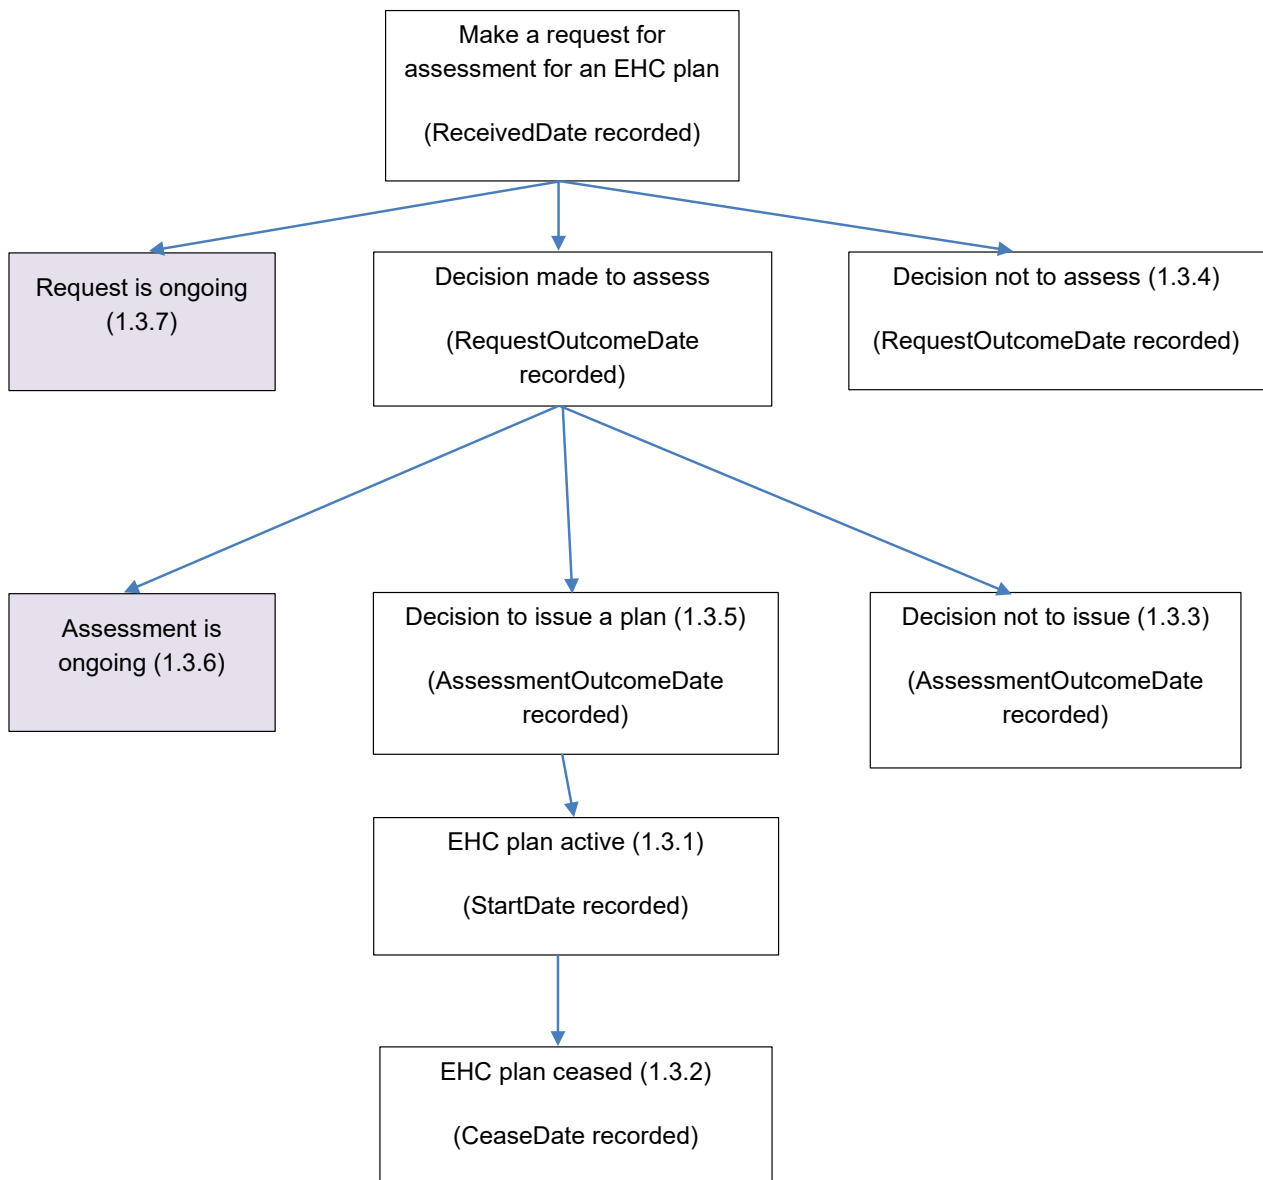 Make a request for
assessment for an EHC plan
(ReceivedDate recorded)
Request is ongoing
(1.3.7)
Decision made to assess
(RequestOutcomeDate
recorded)
Decision not to assess (1.3.4)
(RequestOutcomeDate recorded)
Assessment is
ongoing (1.3.6)
Decision to issue a plan (1.3.5)
(AssessmentOutcomeDate
recorded)
Decision not to issue (1.3.3)
(AssessmentOutcomeDate
recorded)
EHC plan active (1.3.1)
(StartDate recorded)
EHC plan ceased (1.3.2)
(CeaseDate recorded)